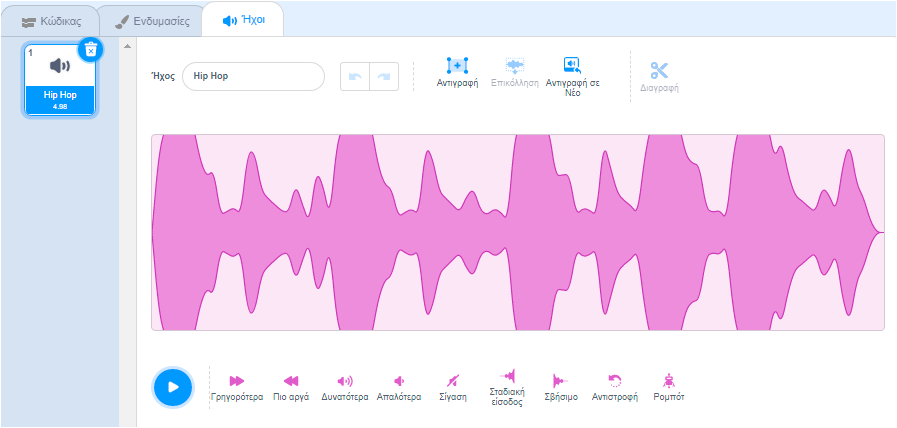 Κώδικας
Ενδυμασίες
Ήχοι
1
Hip Hop
4.98
Ήχος
Hip Hop
Αντιγραφή
Επικόλληση
Αντιγραφή σε
Νέο
Διαγραφή
Γρηγορότερα
Πιο αργά
Δυνατότερα
Απαλότερα
Σίγαση
Σταδιακή
είσοδος
Σβήσιμο
Αντιστροφή
Ρομπότ